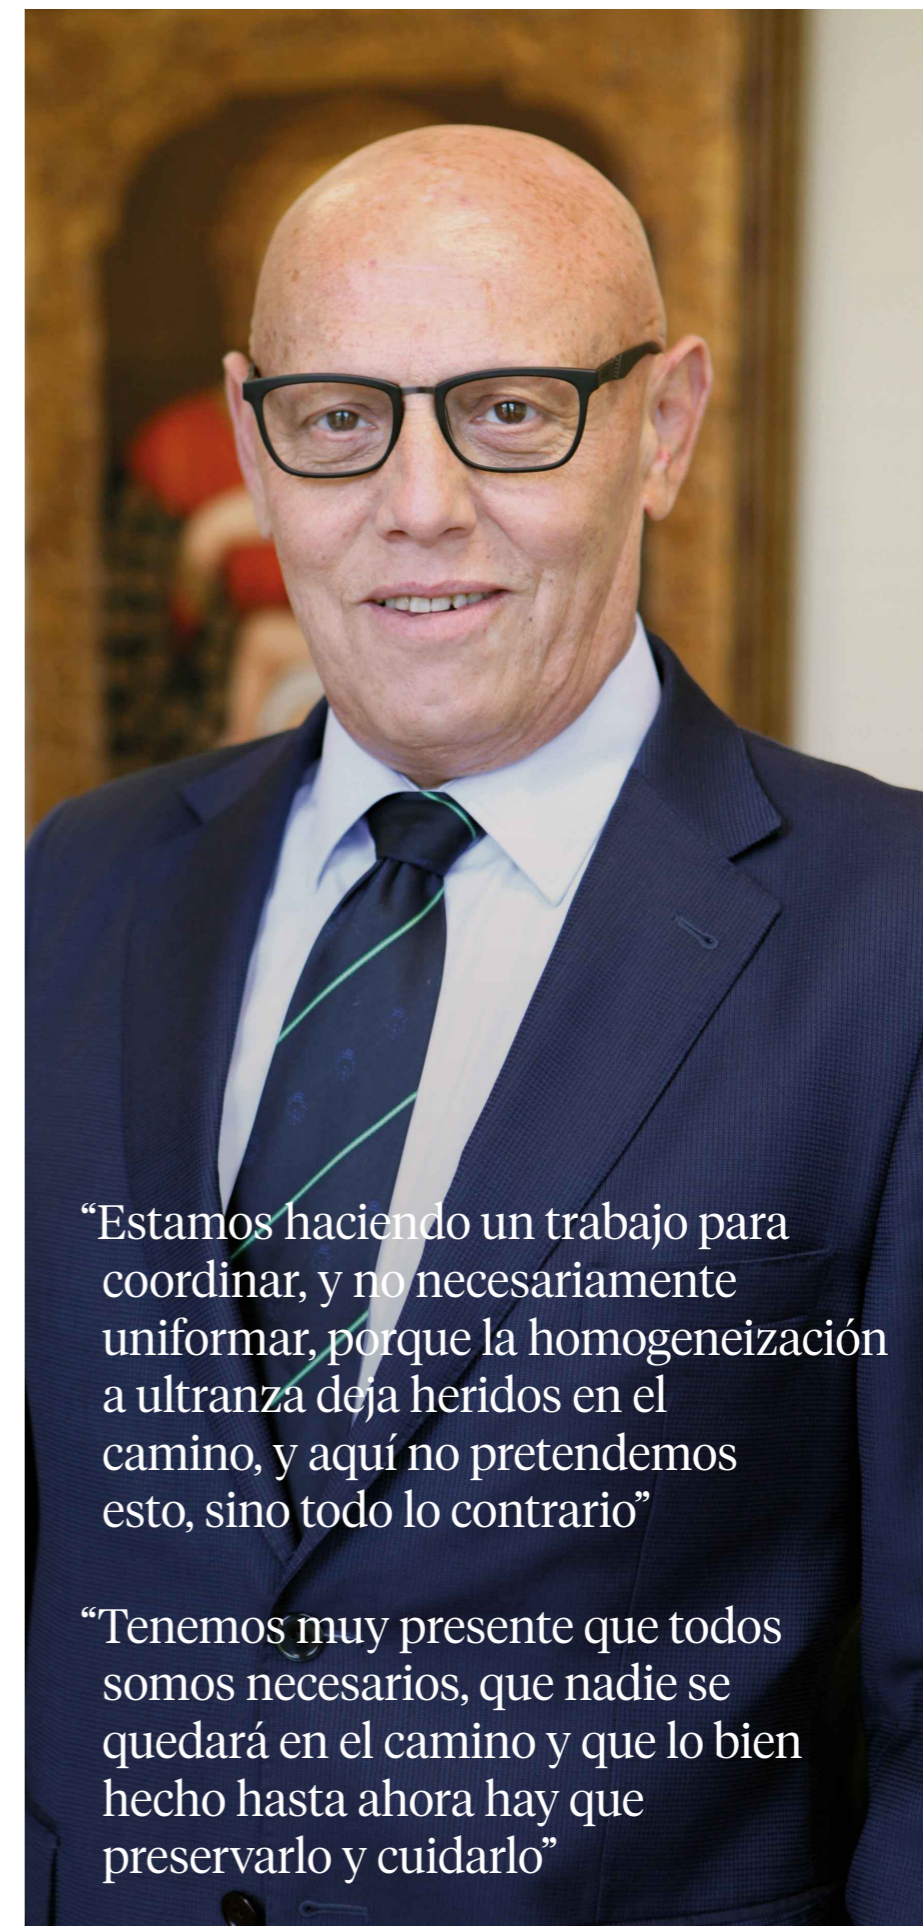 “Estamos haciendo un trabajo para
coordinar, y no necesariamente
uniformar, porque la homogeneización
a ultranza deja heridos en el
camino, y aquí no pretendemos
esto, sino todo lo contrario”
“Tenemos muy presente que todos
somos necesarios, que nadie se
quedará en el camino y que lo bien
hecho hasta ahora hay que
preservarlo y cuidarlo”